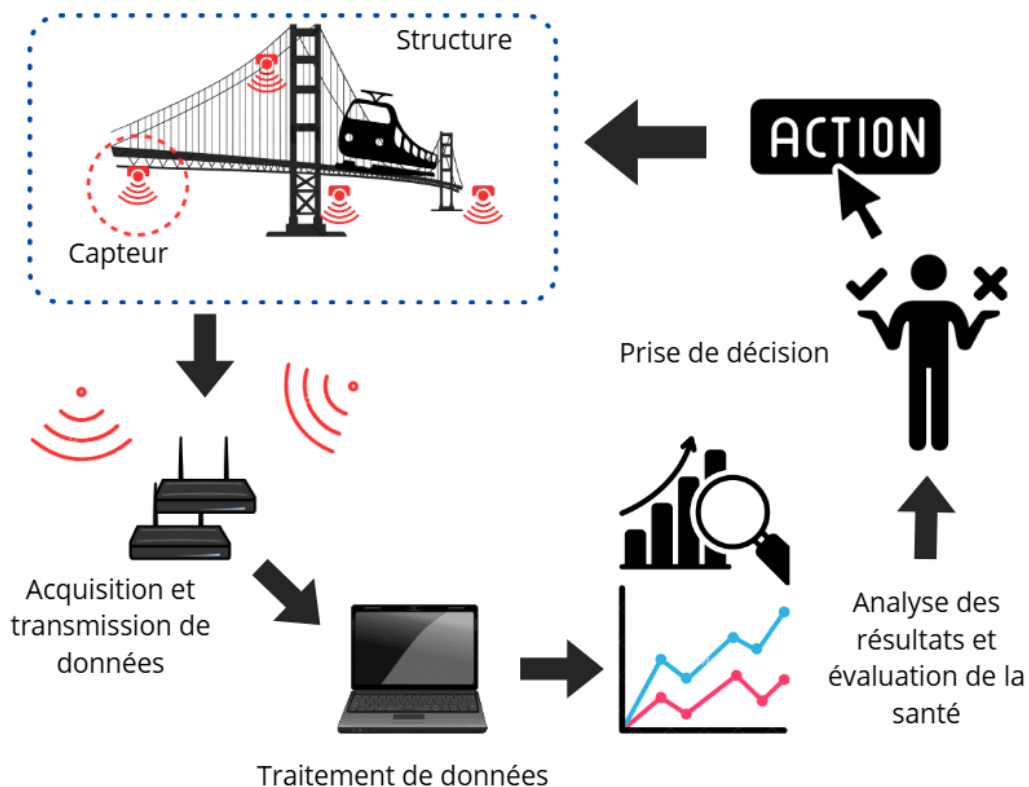 Structure
ACTION
Capteur
Prise de décision
Acquisition et
transmission de
données
Analyse des
résultats et
évaluation de la
santé
Traitement de données